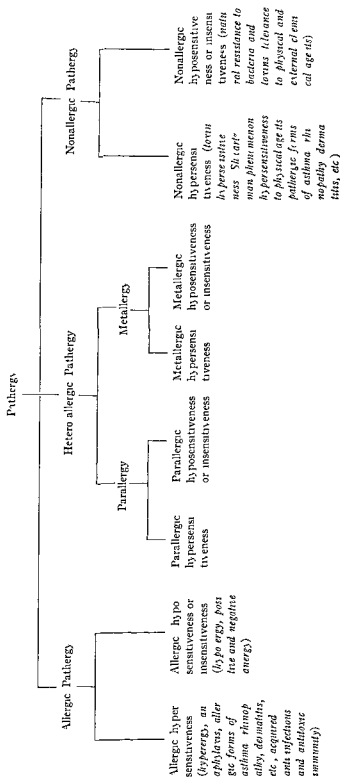 Pathergy
Allergic Pathergy
Hetero allergic Pathergy
Nonallergic Pathergy
Parallergy
Metallergy
Allergic hyper
sensitiveness
(hyperergy, an
aphylaxis, aller
gic forms of
asthma rhinop
athy, dermatitis,
etc, acquired
anti infectious
and antitoxic
immunity)
Allergic hypo
sensitiveness or
insensitiveness
(hypo ergy, posi
tive and negative
anergy)
Parallergic
hypersensi
tiveness
Parallergic
hyposensitiveness
or insensitiveness
Metallergic
hypersensi
tiveness
Metallergic
hyposensitiveness
or insensitiveness
Nonallergic
hypersensi
tiveness (toxin
hypersensitive
ness
man phenomenon
hypersensitiveness
to physical agents
pathergic forms
of asthma rhi
nopathy derma
titis, etc)
Nonallergic
hyposensitive
ness or insensi
tiveness (natu
ral resistance to
bacteria and
toxins tolerance
to physical and
external chemi
cal agents)